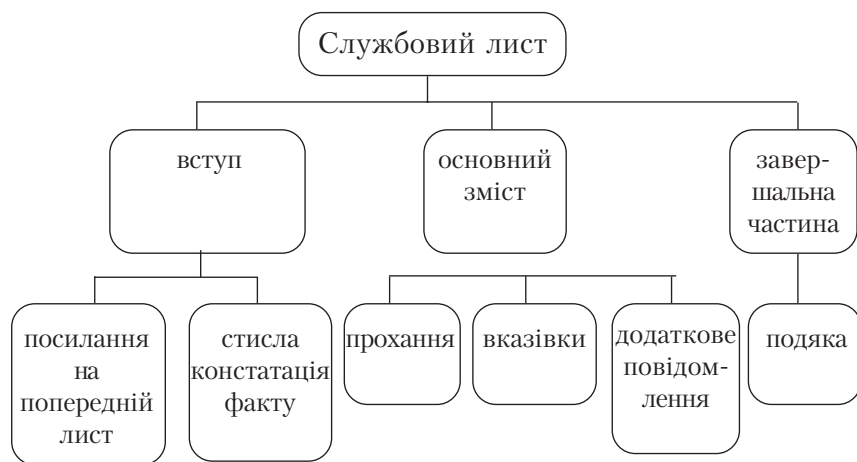 Службовий лист
вступ
основний
зміст
завер-
шальна
частина
посилання
на
попередній
лист
стисла
констатація
факту
прохання
вказівки
додаткове
повідом-
лення
подяка